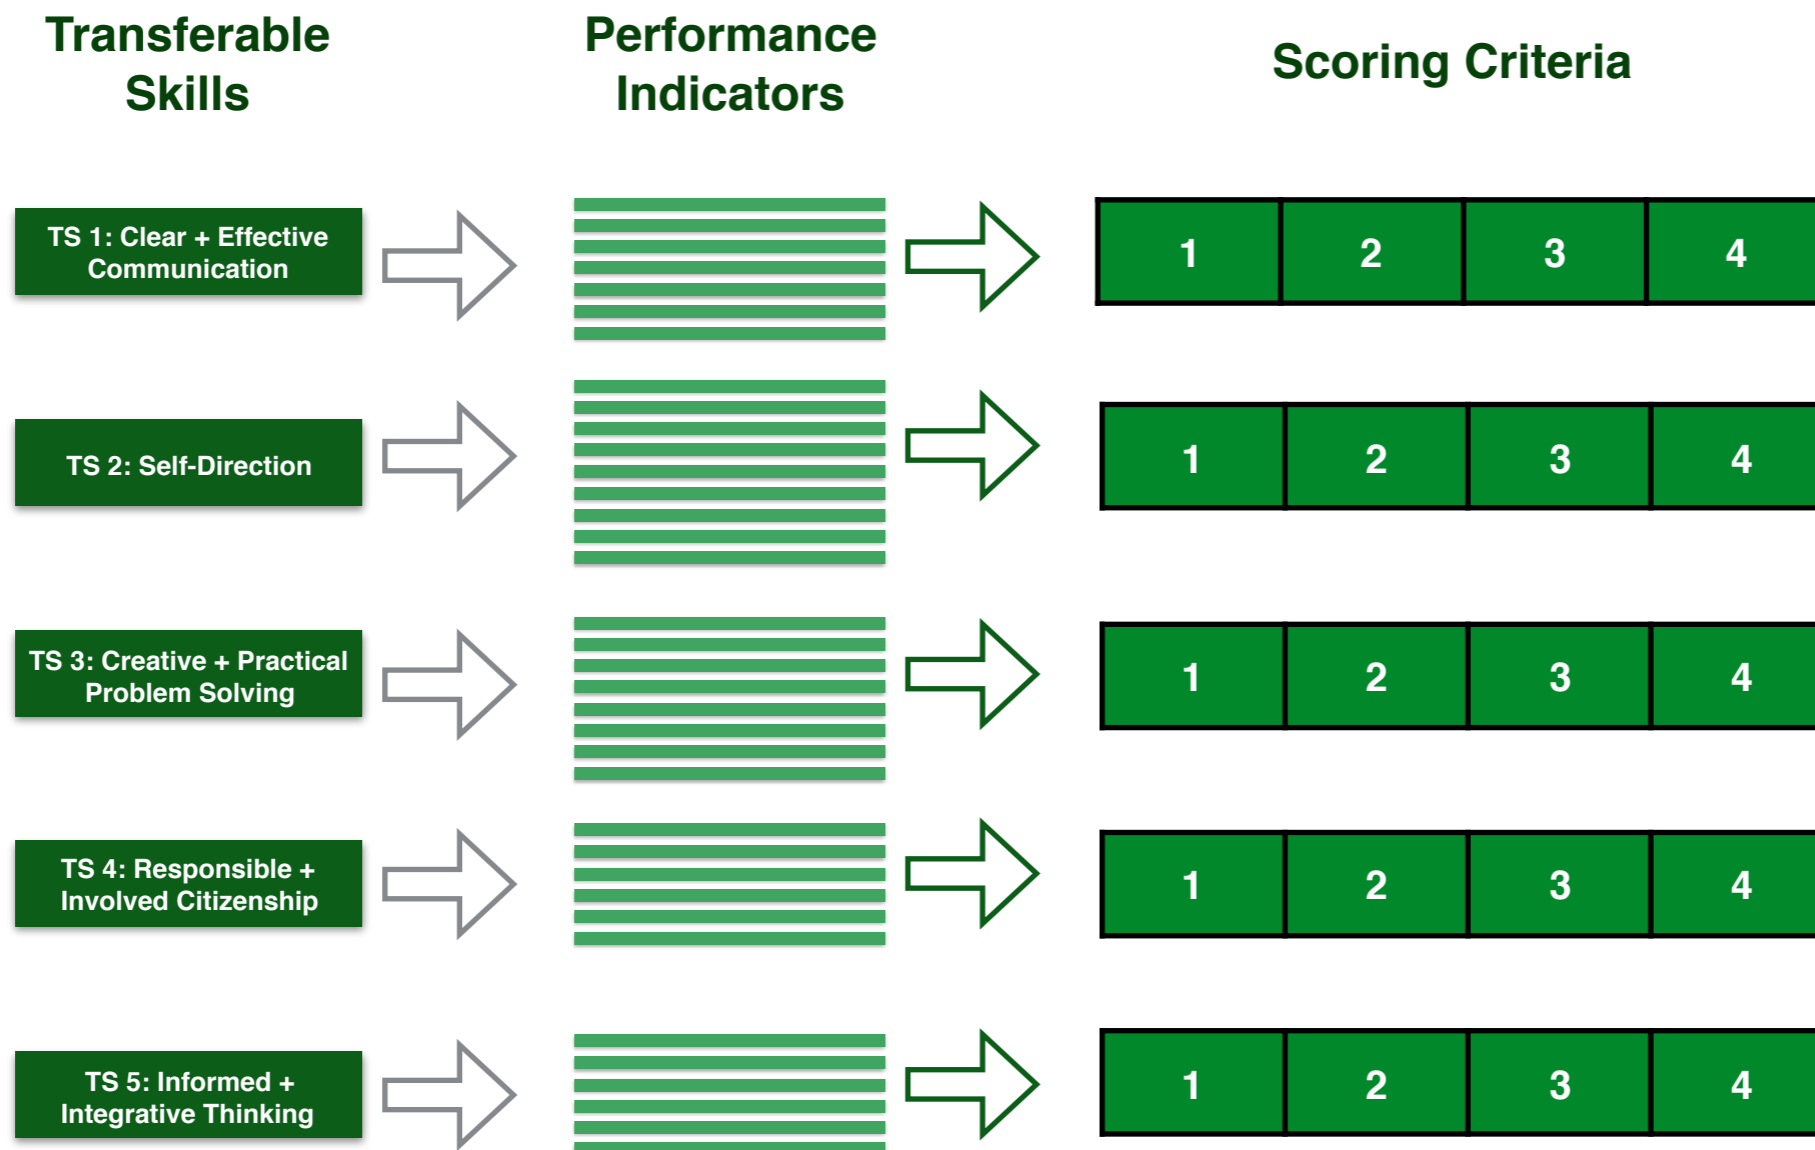 Transferable
Skills
Performance
Indicators
Scoring Criteria
TS 1: Clear + Effective
Communication
1 2 3 4
TS 2: Self-Direction
1 2 3 4
TS 3: Creative + Practical
Problem Solving
1 2 3 4
TS 4: Responsible +
Involved Citizenship
1 2 3 4
TS 5: Informed +
Integrative Thinking
1 2 3 4